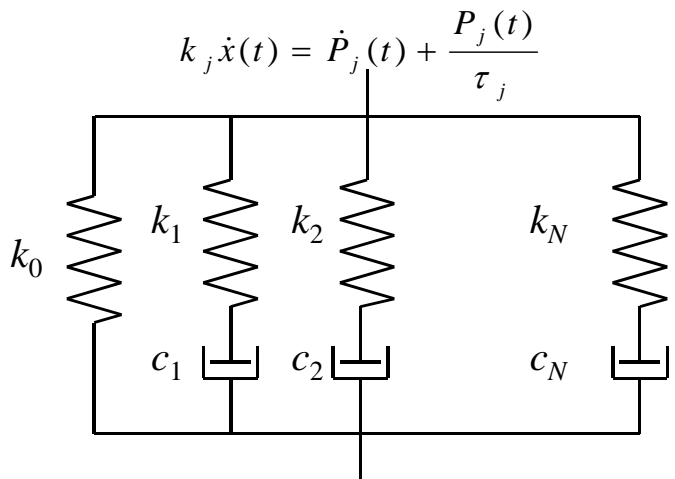 k_j ẋ(t) = Ṗ_j(t) + P_j(t)/τ_j
k_1 k_2 k_N
k_0
c_1 c_2 c_N